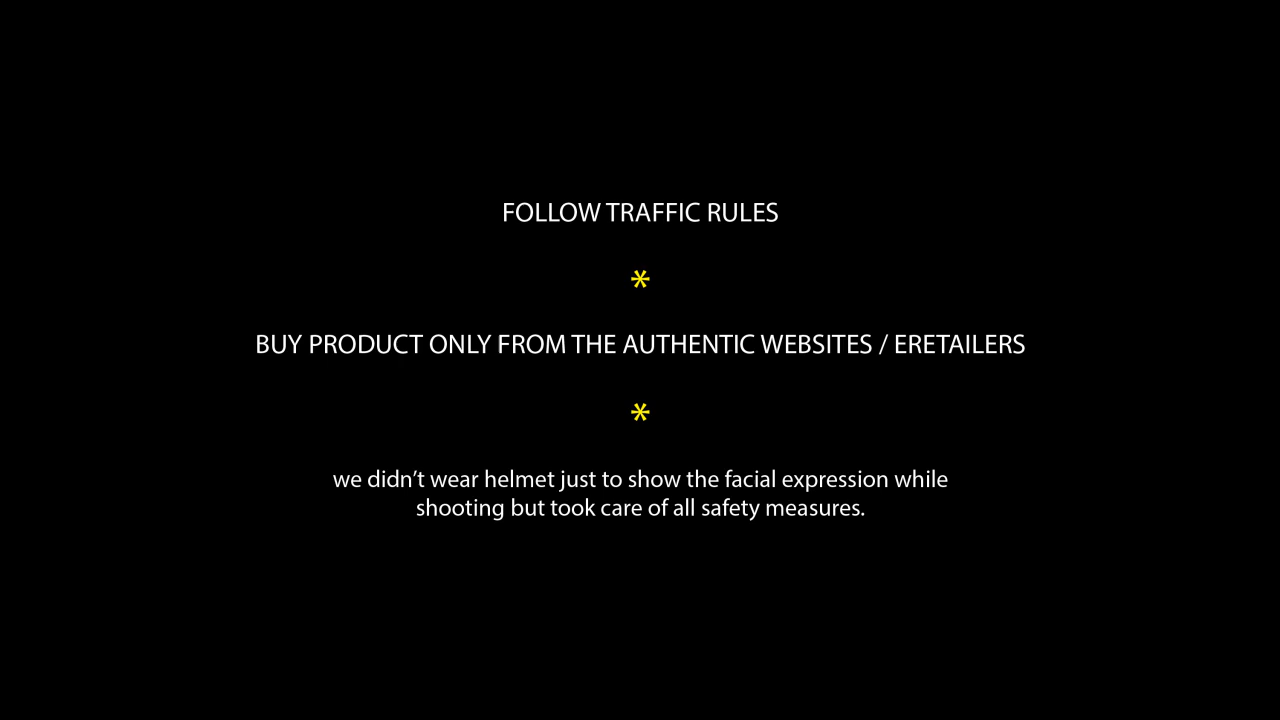 FOLLOW TRAFFIC RULES
*
BUY PRODUCT ONLY FROM THE AUTHENTIC WEBSITES / ERETAILERS
*
we didn’t wear helmet just to show the facial expression while
shooting but took care of all safety measures.